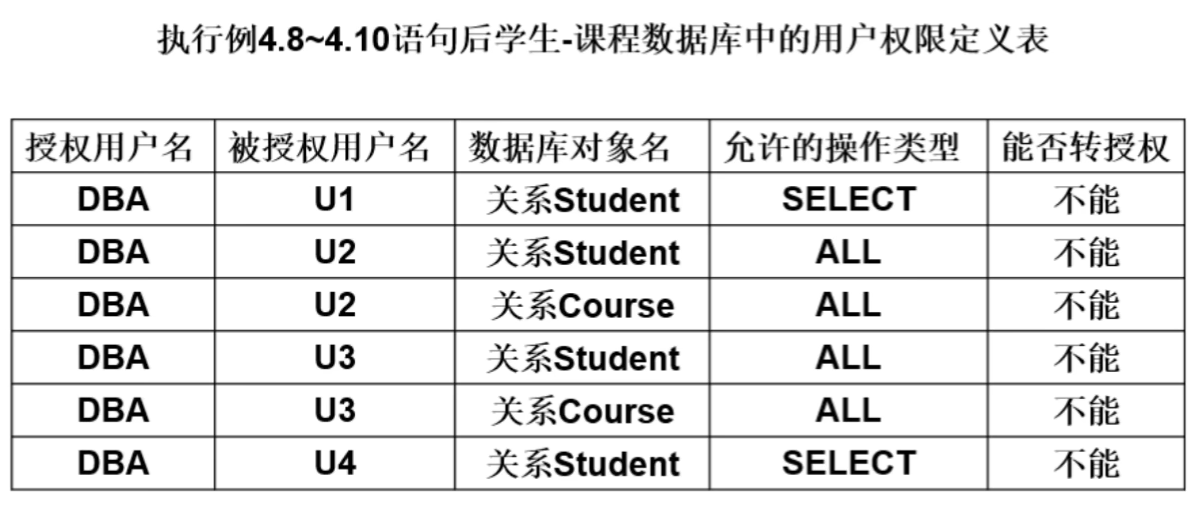 执行例4.8~4.10语句后学生-课程数据库中的用户权限定义表
授权用户名 被授权用户名 数据库对象名 允许的操作类型 能否转授权
DBA U1 关系Student SELECT 不能
DBA U2 关系Student ALL 不能
DBA U2 关系Course ALL 不能
DBA U3 关系Student ALL 不能
DBA U3 关系Course ALL 不能
DBA U4 关系Student SELECT 不能